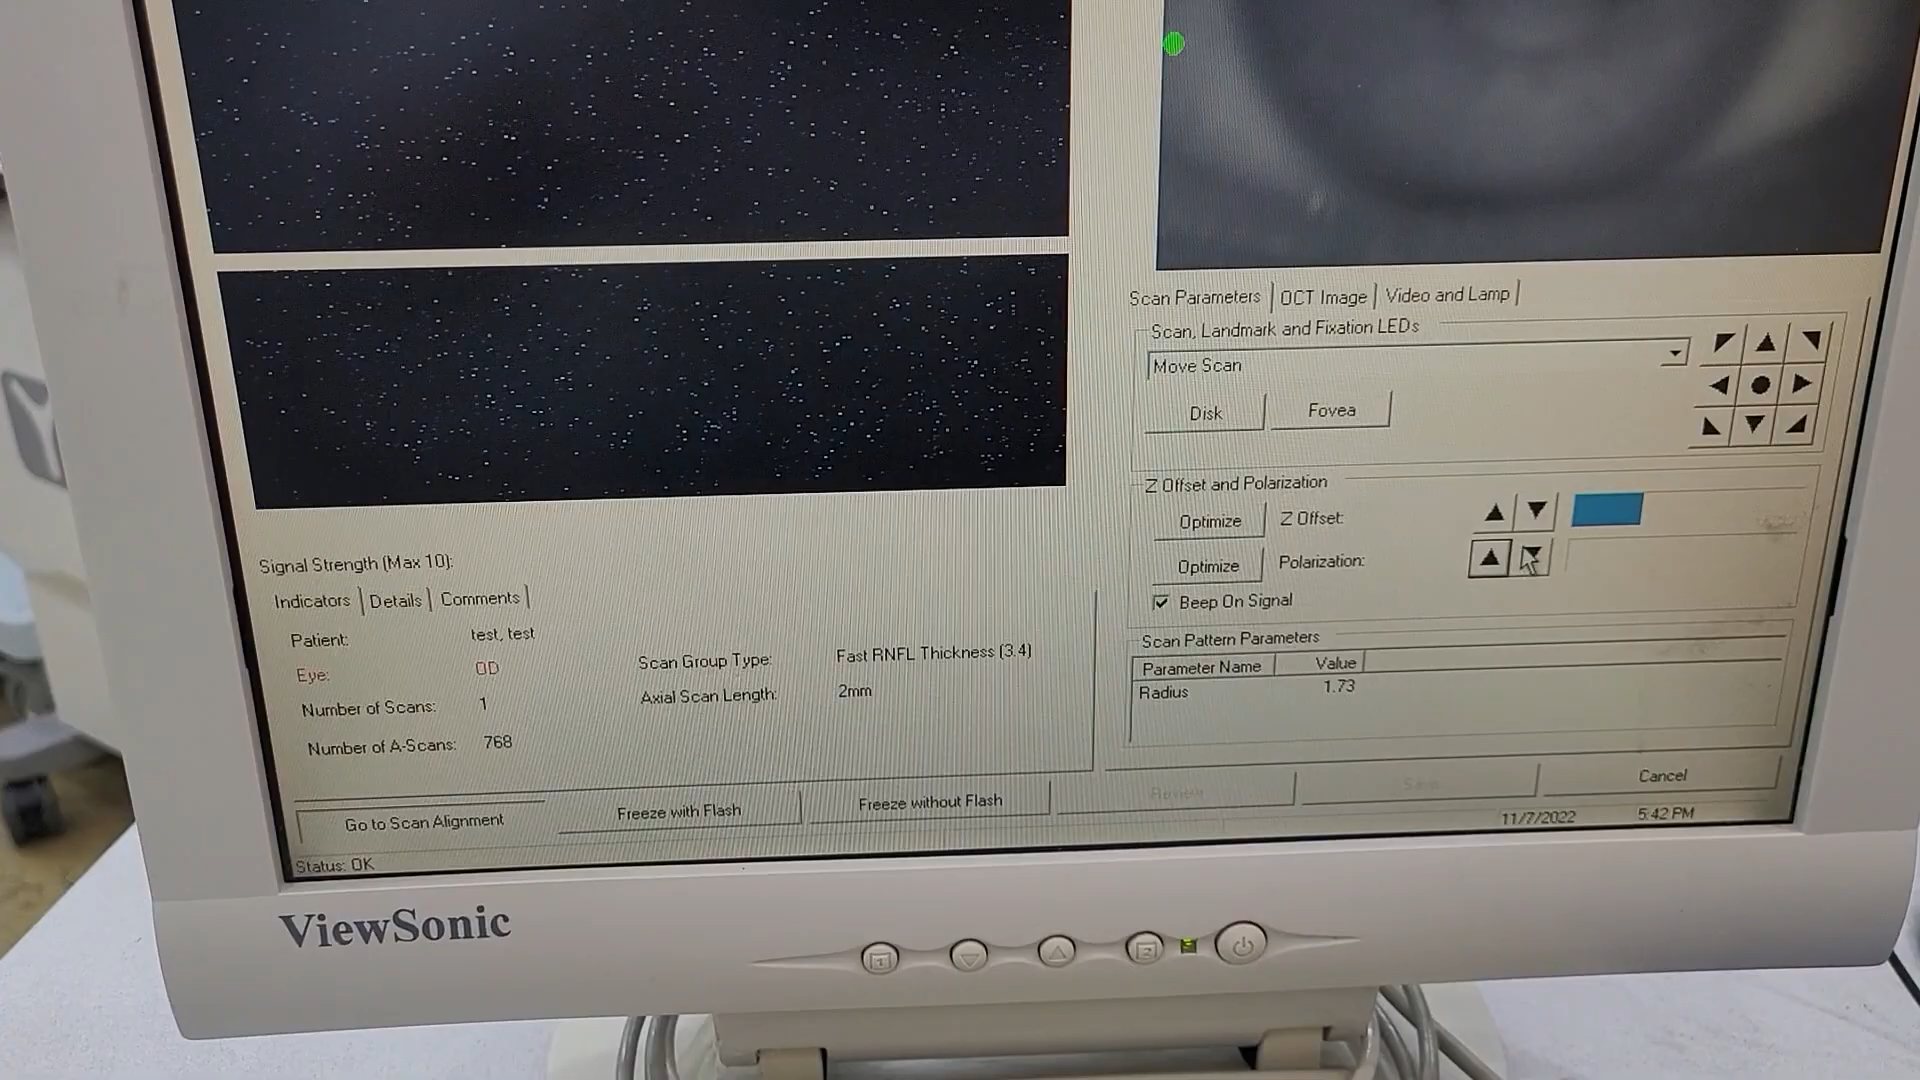 Scan Parameters OCT Image Video and Lamp
Scan, Landmark and Fixation LEDs
Move Scan
Disk Fovea
Z Offset and Polarization
Optimize Z Offset:
Optimize Polarization:
Beep On Signal
Scan Pattern Parameters
Parameter Name Value
Radius 1.73
Signal Strength (Max 10):
Indicators Details Comments
Patient: test, test
Eye: OD
Number of Scans: 1
Number of A-Scans: 768
Scan Group Type: Fast RNFL Thickness (3.4)
Axial Scan Length: 2mm
Go to Scan Alignment Freeze with Flash Freeze without Flash Review Save Cancel
Status: OK 11/7/2022 5:42 PM
ViewSonic
1 2